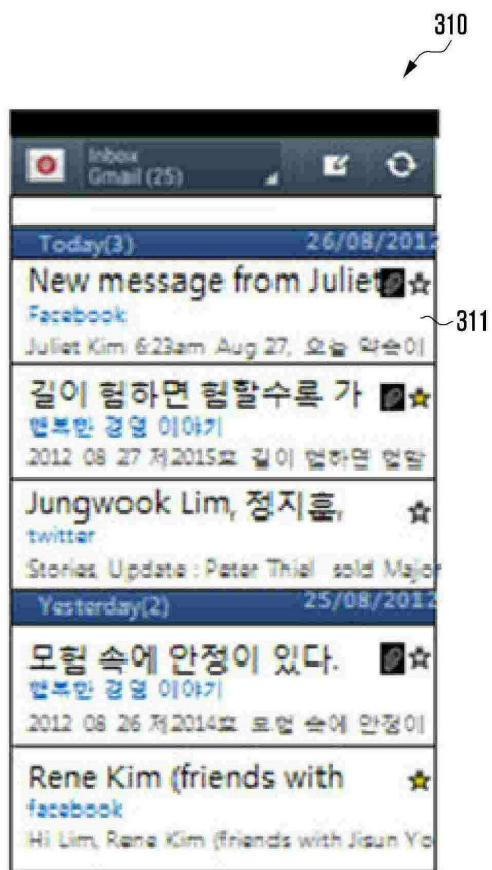 310
Inbox
Gmail (25)
Today(3) 26/08/2012
New message from Juliet
Facebook
311
Juliet Kim 6:23am Aug 27, 오늘 약속이
길이 험하면 험할수록 가
행복한 경영 이야기
2012 08 27 제2015호 길이 험하면 험할
Jungwook Lim, 정지훈,
twitter
Stories, Update : Peter Thiel sold Major
Yesterday(2) 25/08/2012
모험 속에 안정이 있다.
행복한 경영 이야기
2012 08 26 제2014호 모험 속에 안정이
Rene Kim (friends with
facebook
Hi Lim, Rene Kim (friends with Jisun Yo